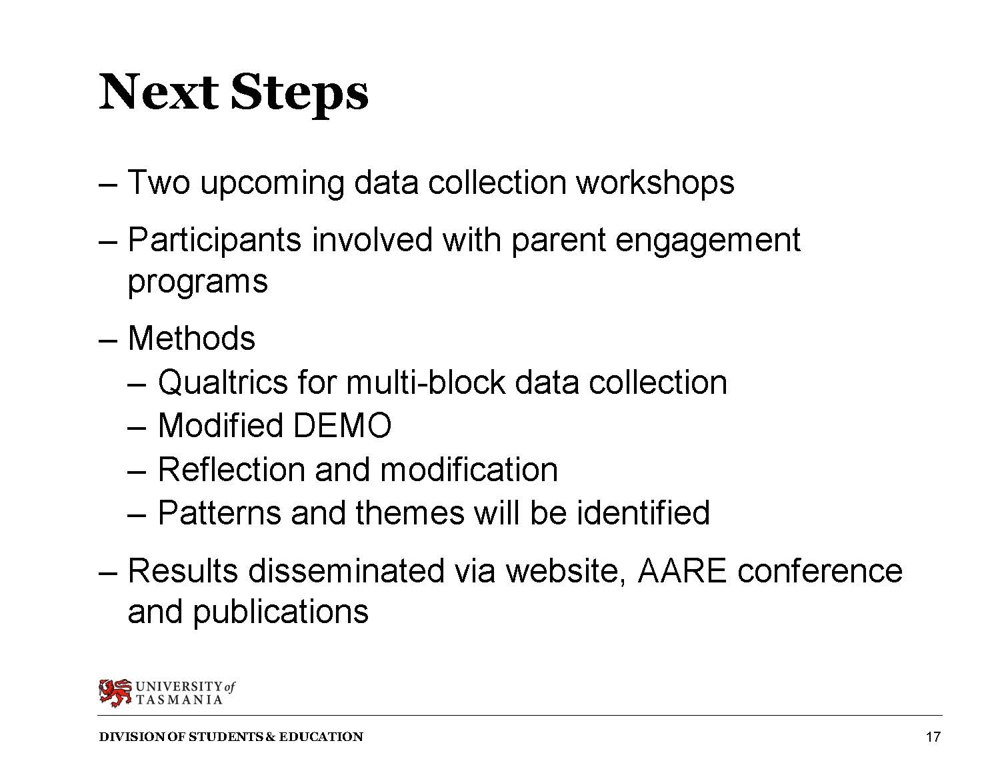 Next Steps
– Two upcoming data collection workshops
– Participants involved with parent engagement
programs
– Methods
– Qualtrics for multi-block data collection
– Modified DEMO
– Reflection and modification
– Patterns and themes will be identified
– Results disseminated via website, AARE conference
and publications
UNIVERSITY of
TASMANIA
DIVISION OF STUDENTS & EDUCATION
17